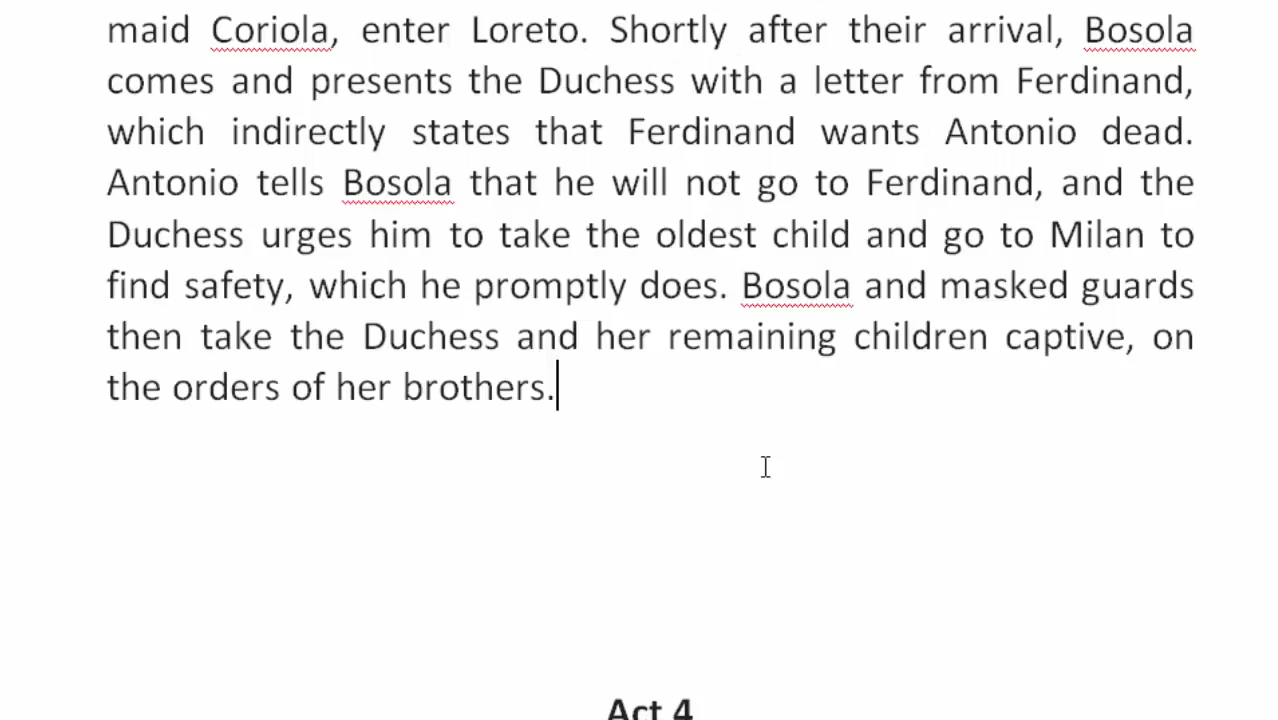 maid Coriola, enter Loreto. Shortly after their arrival, Bosola
comes and presents the Duchess with a letter from Ferdinand,
which indirectly states that Ferdinand wants Antonio dead.
Antonio tells Bosola that he will not go to Ferdinand, and the
Duchess urges him to take the oldest child and go to Milan to
find safety, which he promptly does. Bosola and masked guards
then take the Duchess and her remaining children captive, on
the orders of her brothers.
Act 4